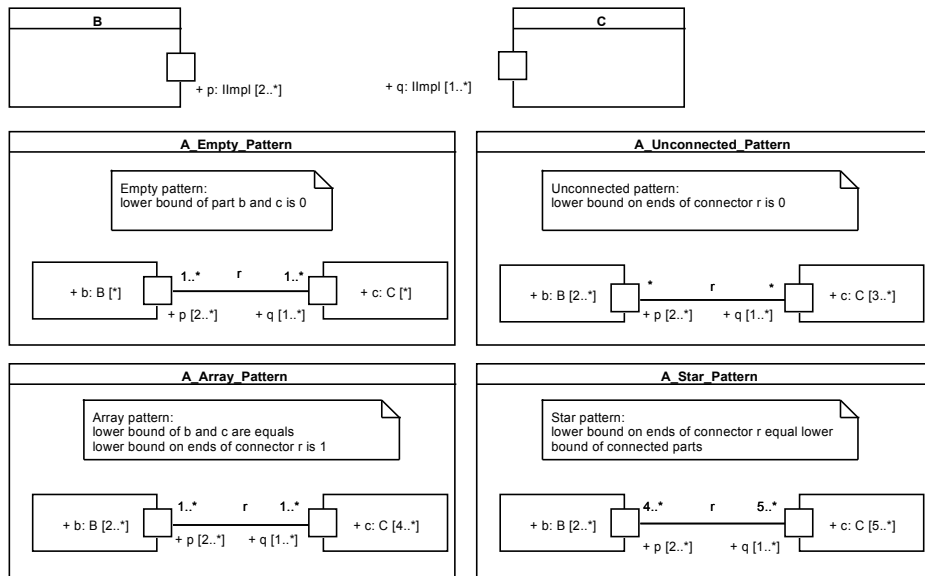 B
C
+ p: IImpl [2..*]
+ q: IImpl [1..*]
A_Empty_Pattern
Empty pattern:
lower bound of part b and c is 0
+ b: B [*]
1..* r 1..*
+ c: C [*]
+ p [2..*] + q [1..*]
A_Unconnected_Pattern
Unconnected pattern:
lower bound on ends of connector r is 0
+ b: B [2..*]
* r *
+ c: C [3..*]
+ p [2..*] + q [1..*]
A_Array_Pattern
Array pattern:
lower bound of b and c are equals
lower bound on ends of connector r is 1
+ b: B [2..*]
1..* r 1..*
+ c: C [4..*]
+ p [2..*] + q [1..*]
A_Star_Pattern
Star pattern:
lower bound on ends of connector r equal lower
bound of connected parts
+ b: B [2..*]
4..* r 5..*
+ c: C [5..*]
+ p [2..*] + q [1..*]